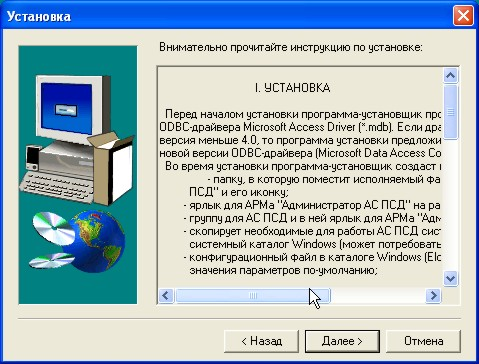 Установка
Внимательно прочитайте инструкцию по установке:
I. УСТАНОВКА
Перед началом установки программа-установщик про
ODBC-драйвера Microsoft Access Driver (*.mdb). Если дра
версия меньше 4.0, то программа установки предложи
новой версии ODBC-драйвера (Microsoft Data Access Co
Во время установки программа-установщик создаст н
- папку, в которую поместит исполняемый фа
ПСД" и его иконку;
- ярлык для АРМа "Администратор АС ПСД" на ра
- группу для АС ПСД и в ней ярлык для АРМа "Ад
- скопирует необходимые для работы АС ПСД сис
системный каталог Windows (может потребовать
- конфигурационный файл в каталоге Windows (Elo
значения параметров по-умолчанию;
< Назад
Далее >
Отмена